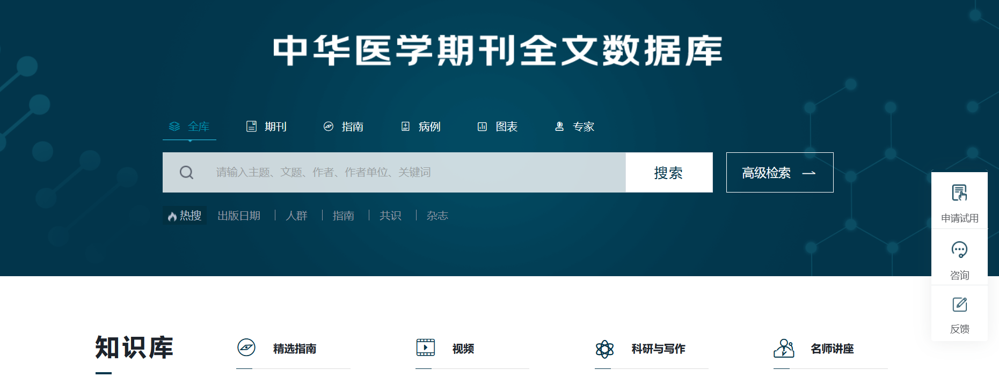 中华医学期刊全文数据库
全库 期刊 指南 病例 图表 专家
请输入主题、文题、作者、作者单位、关键词 搜索 高级检索
热搜 出版日期 人群 指南 共识 杂志
申请试用
咨询
反馈
知识库 精选指南 视频 科研与写作 名师讲座